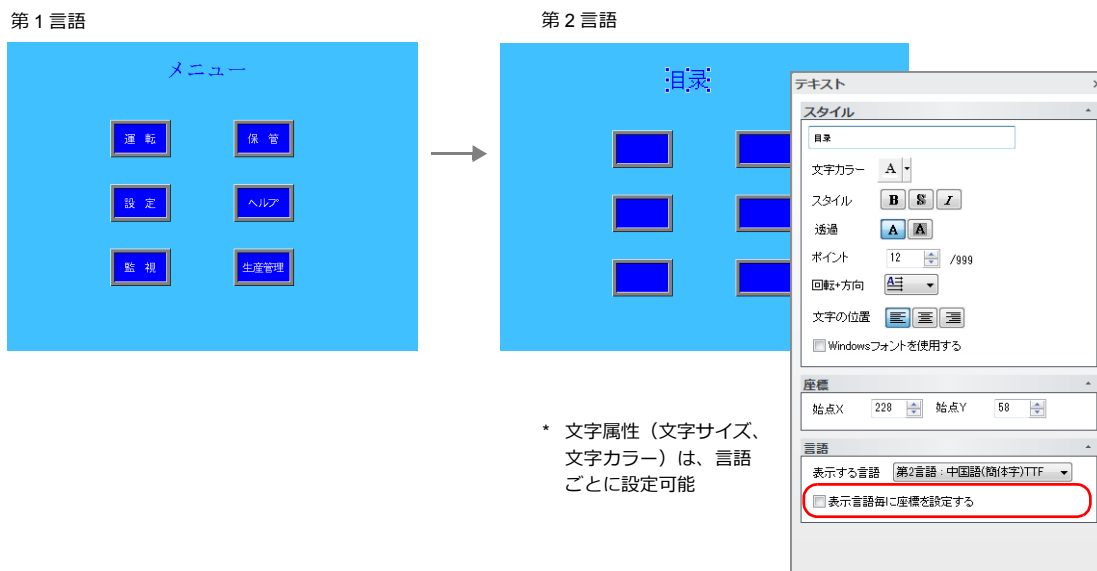 第 1 言語
メニュー
運 転
保 管
設 定
ヘルプ
監 視
生産管理
第 2 言語
目录
* 文字属性（文字サイズ、
文字カラー）は、言語
ごとに設定可能
テキスト
スタイル
目录
文字カラー A
スタイル B S I
透過 A A
ポイント 12 /999
回転+方向 A
文字の位置
Windowsフォントを使用する
座標
始点X 228 始点Y 58
言語
表示する言語 第2言語：中国語(簡体字)TTF
表示言語毎に座標を設定する